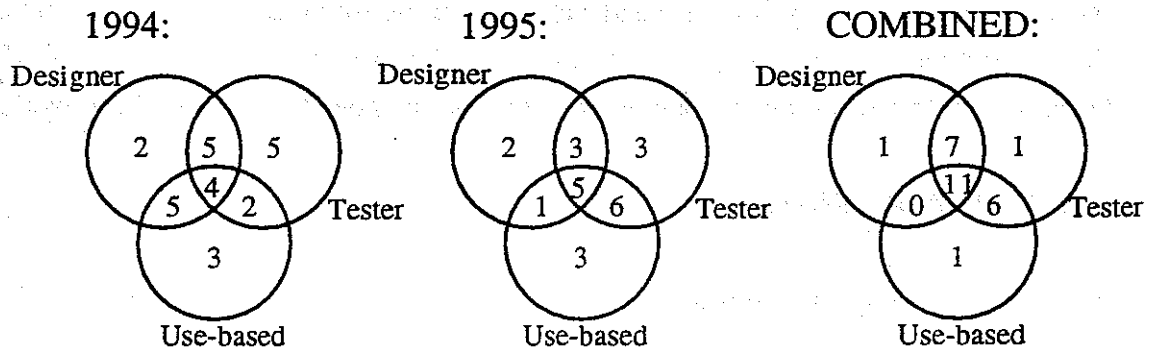 1994: 1995: COMBINED:
Designer Designer Designer
2 5 5 2 3 3 1 7 1
4 5 11
5 2 1 6 0 6
Tester Tester Tester
3 3 1
Use-based Use-based Use-based